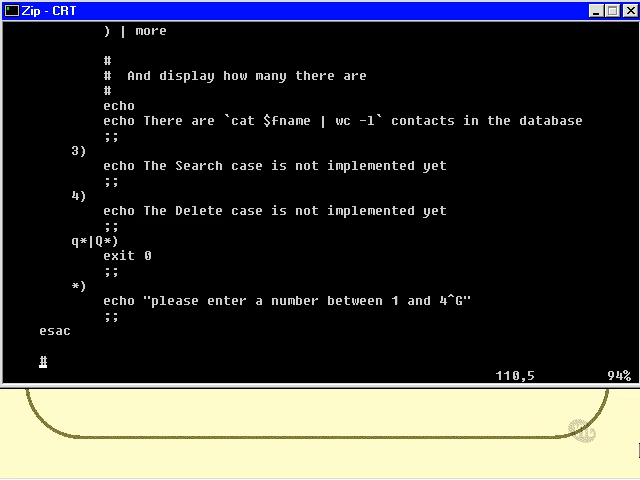 Zip - CRT
) | more
#
# And display how many there are
#
echo
echo There are `cat $fname | wc -l` contacts in the database
;;
3)
echo The Search case is not implemented yet
;;
4)
echo The Delete case is not implemented yet
;;
q*|Q*)
exit 0
;;
*)
echo "please enter a number between 1 and 4^G"
;;
esac
#
110,5 94%